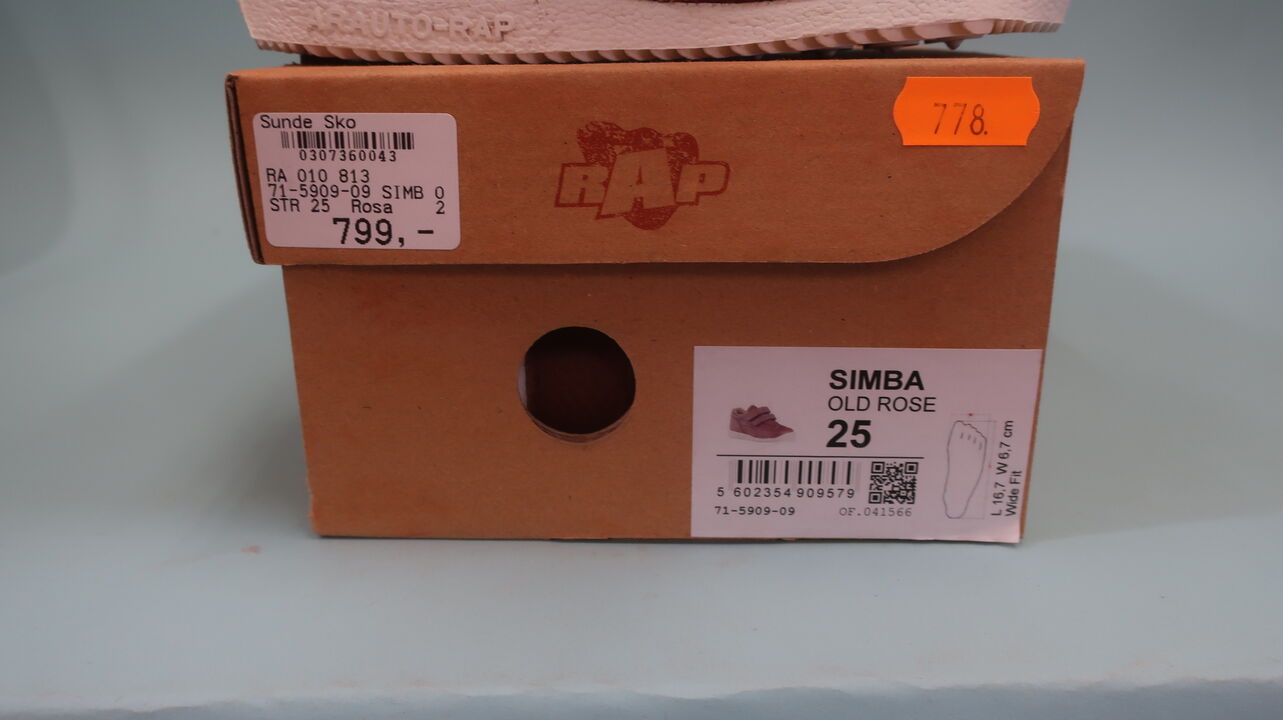 ARAUTO-RAP
Sunde Sko
0307360043
RA 010 813
71-5909-09 SIMB 0
STR 25 Rosa 2
799,-
RAP
778.
SIMBA
OLD ROSE
25
5 602354 909579
71-5909-09 OF.041566
L 16,7 W 6,7 cm
Wide Fit